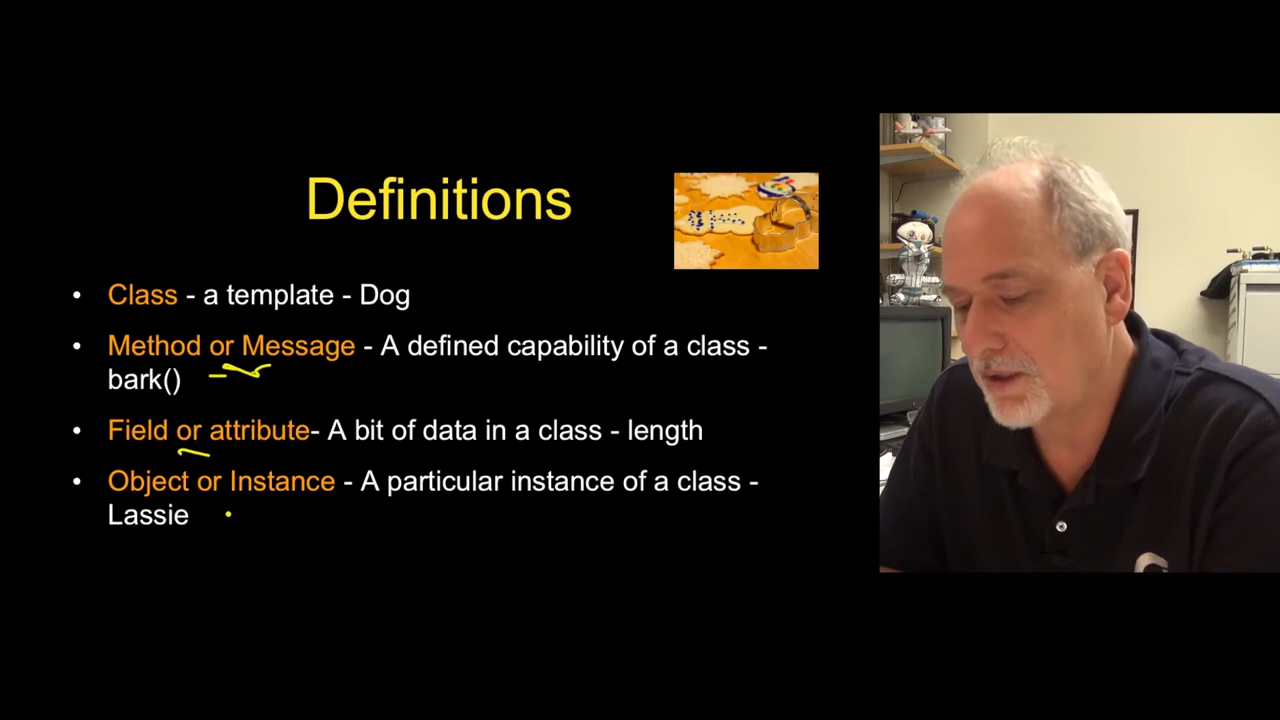 Definitions
• Class - a template - Dog
• Method or Message - A defined capability of a class -
bark()
• Field or attribute- A bit of data in a class - length
• Object or Instance - A particular instance of a class -
Lassie